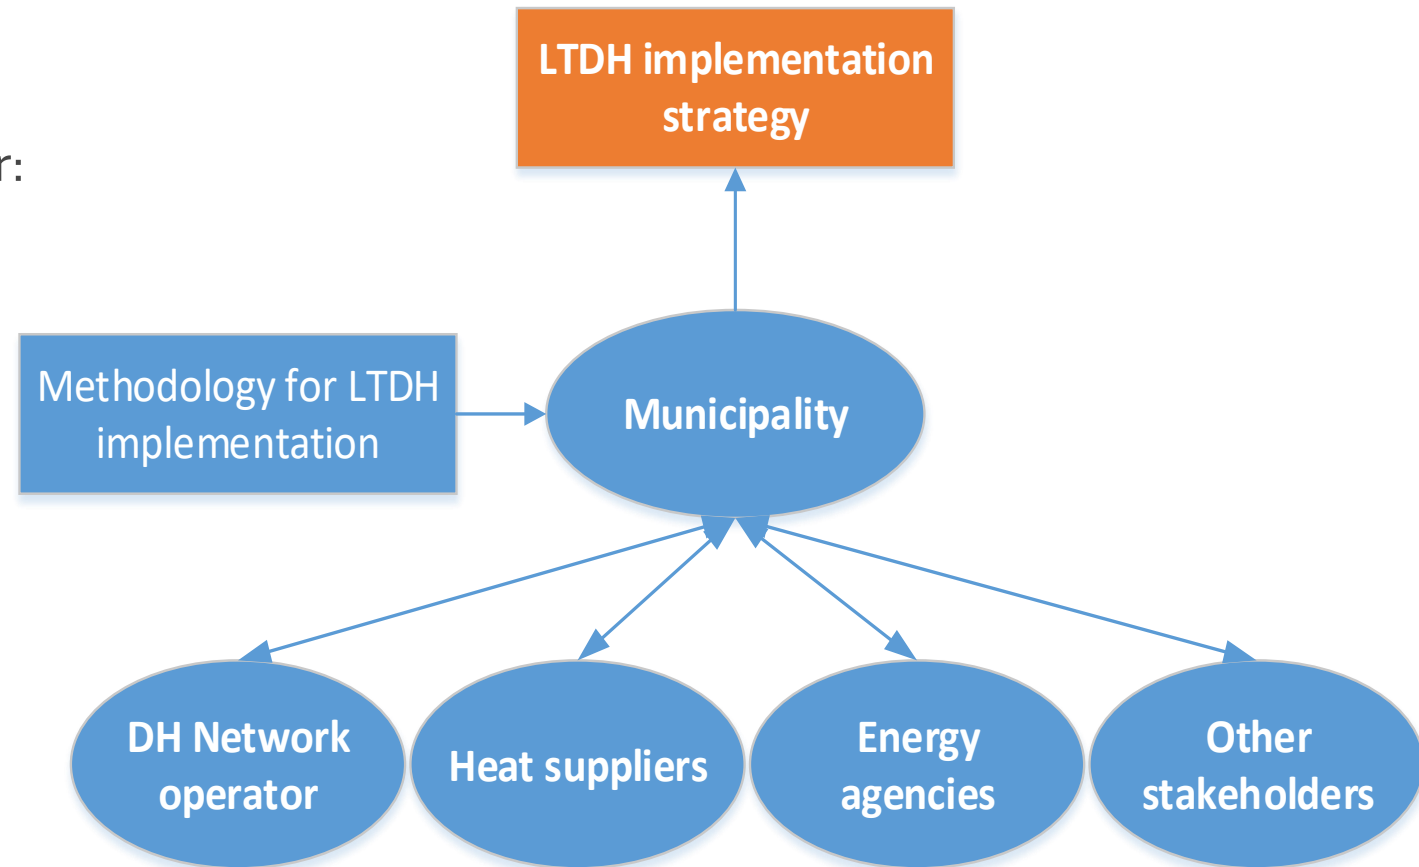 LTDH implementation
strategy
r:
Methodology for LTDH
implementation
Municipality
DH Network
operator
Heat suppliers
Energy
agencies
Other
stakeholders